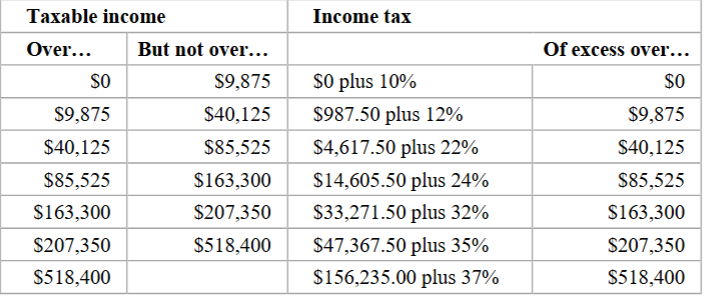 Taxable income Income tax
Over… But not over… Of excess over…
$0 $9,875 $0 plus 10% $0
$9,875 $40,125 $987.50 plus 12% $9,875
$40,125 $85,525 $4,617.50 plus 22% $40,125
$85,525 $163,300 $14,605.50 plus 24% $85,525
$163,300 $207,350 $33,271.50 plus 32% $163,300
$207,350 $518,400 $47,367.50 plus 35% $207,350
$518,400 $156,235.00 plus 37% $518,400